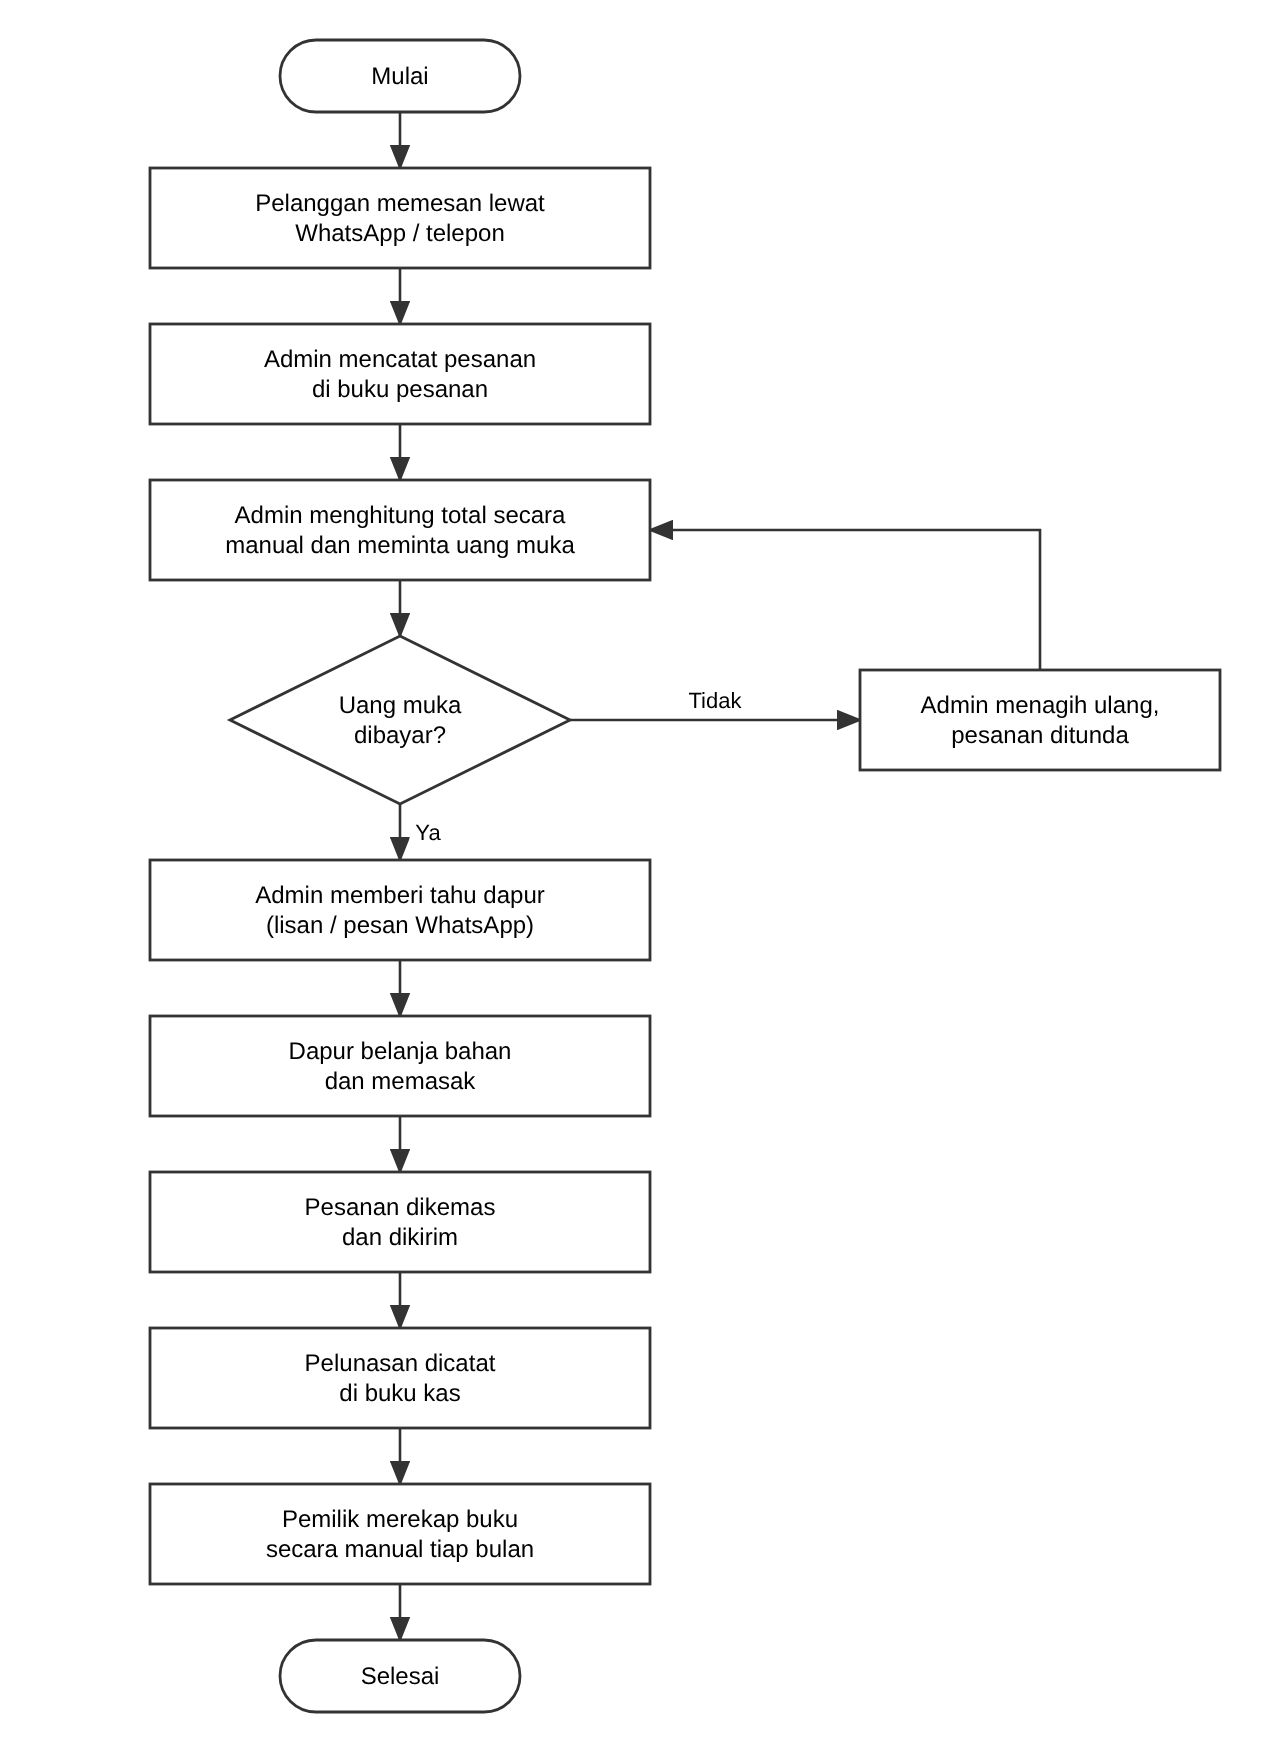 Mulai
Pelanggan memesan lewat
WhatsApp / telepon
Admin mencatat pesanan
di buku pesanan
Admin menghitung total secara
manual dan meminta uang muka
Uang muka
dibayar?
Tidak
Admin menagih ulang,
pesanan ditunda
Ya
Admin memberi tahu dapur
(lisan / pesan WhatsApp)
Dapur belanja bahan
dan memasak
Pesanan dikemas
dan dikirim
Pelunasan dicatat
di buku kas
Pemilik merekap buku
secara manual tiap bulan
Selesai